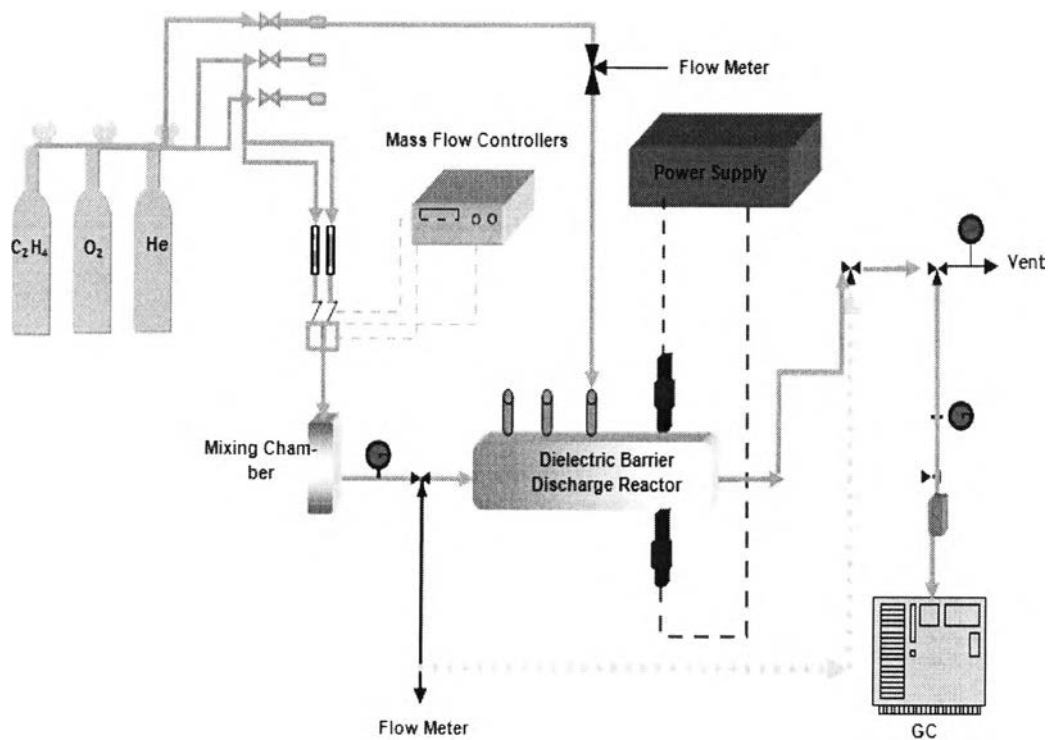 Flow Meter
Mass Flow Controllers
Power Supply
C₂H₄
O₂
He
Vent
Mixing Cham-
ber
Dielectric Barrier
Discharge Reactor
Flow Meter
GC